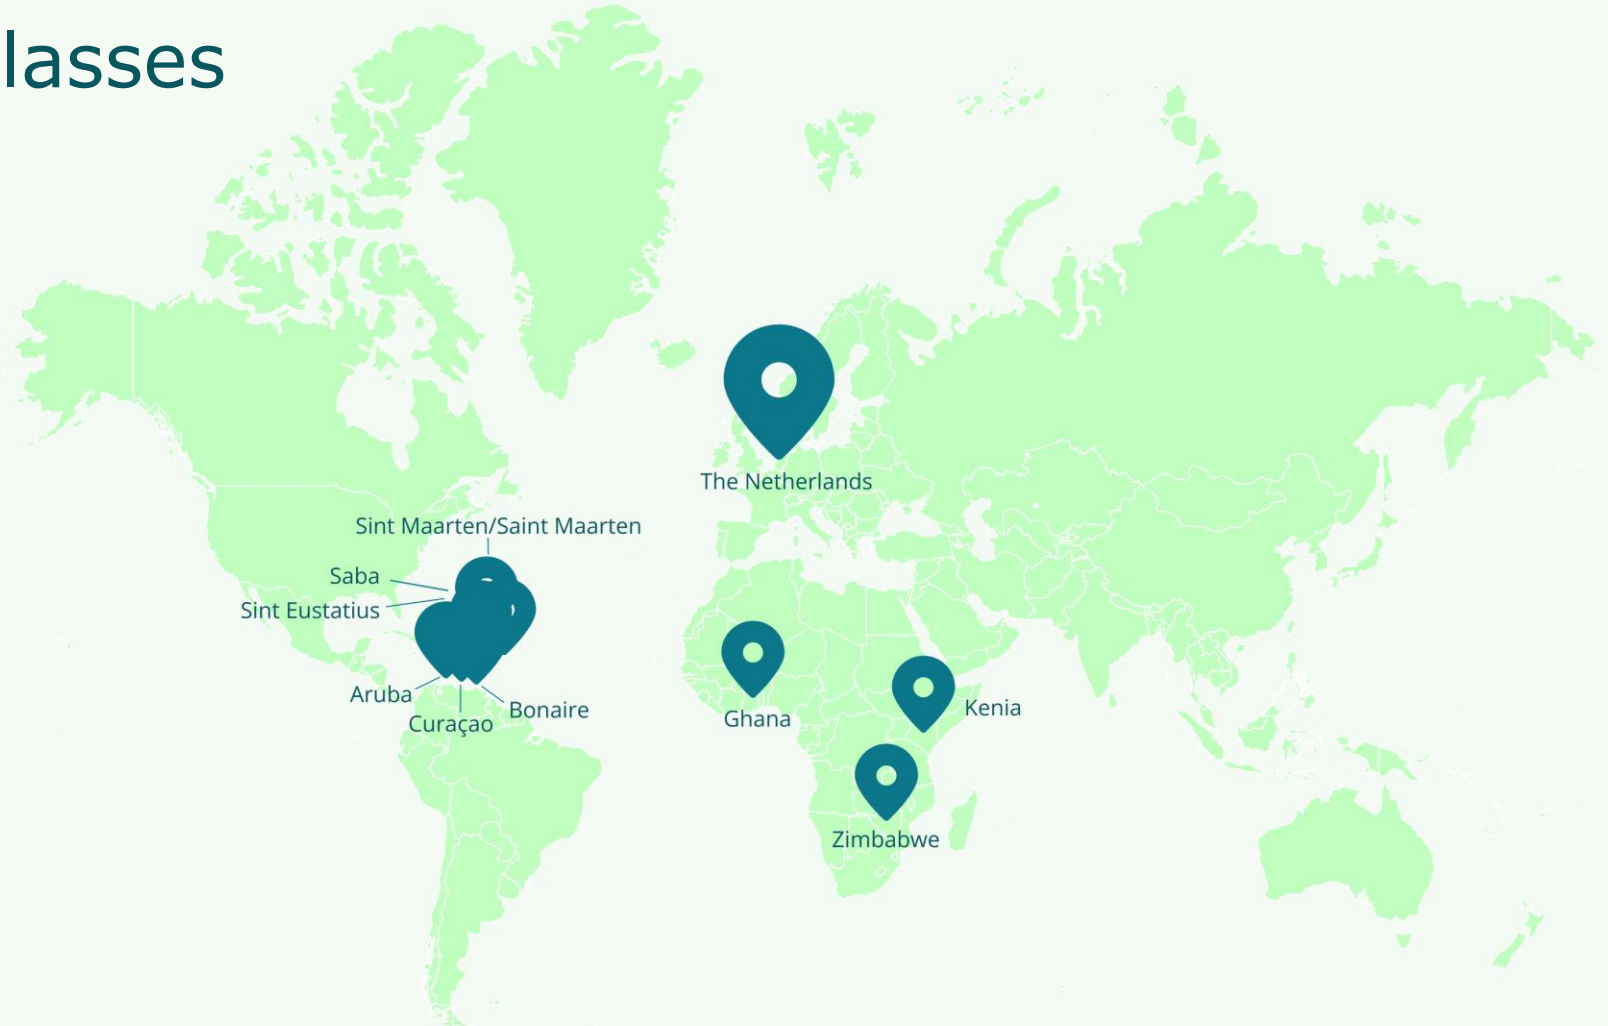 lasses
The Netherlands
Sint Maarten/Saint Maarten
Saba
Sint Eustatius
Aruba
Curaçao
Bonaire
Ghana
Kenia
Zimbabwe